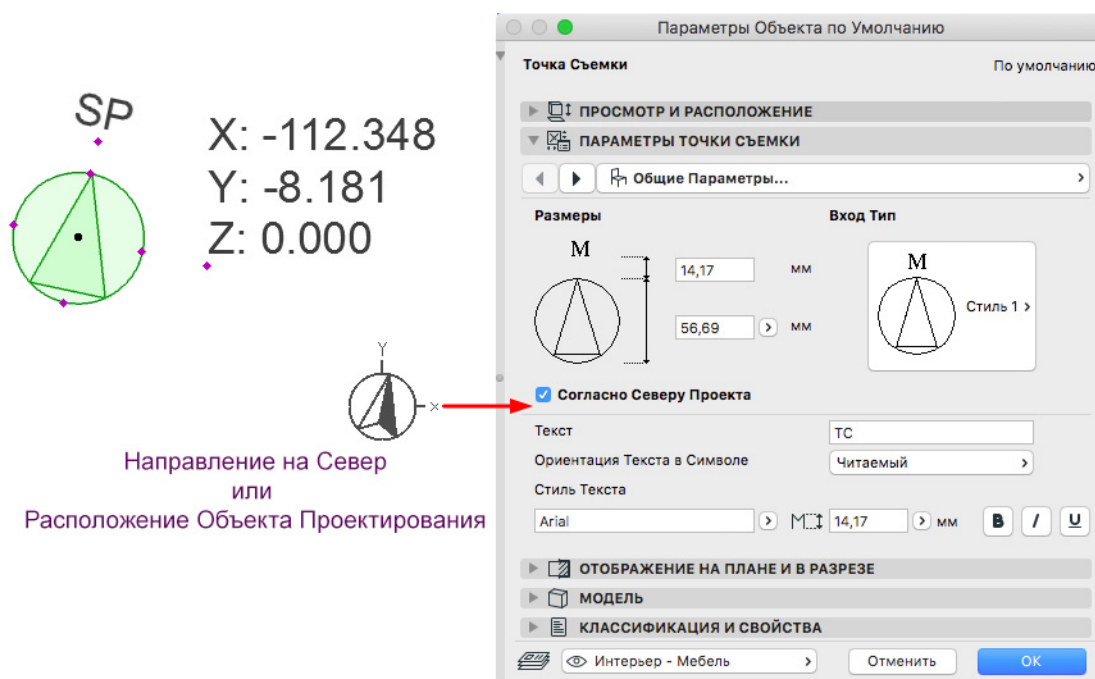 SP
X: -112.348
Y: -8.181
Z: 0.000
Y
x
Направление на Север
или
Расположение Объекта Проектирования
Параметры Объекта по Умолчанию
Точка Съемки
По умолчанию
ПРОСМОТР И РАСПОЛОЖЕНИЕ
ПАРАМЕТРЫ ТОЧКИ СЪЕМКИ
Общие Параметры...
Размеры
Вход Тип
M
14,17 мм
56,69 мм
M
Стиль 1
Согласно Северу Проекта
Текст
ТС
Ориентация Текста в Символе
Читаемый
Стиль Текста
Arial
M 14,17 мм
B I U
ОТОБРАЖЕНИЕ НА ПЛАНЕ И В РАЗРЕЗЕ
МОДЕЛЬ
КЛАССИФИКАЦИЯ И СВОЙСТВА
Интерьер - Мебель
Отменить
ОК